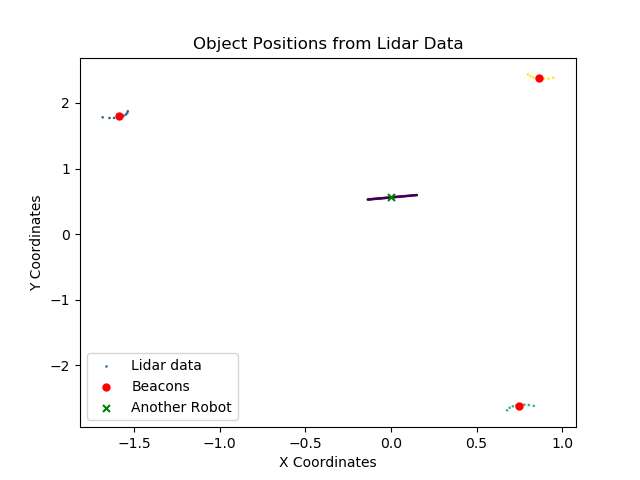 Object Positions from Lidar Data
Y Coordinates
2
1
0
−1
−2
Lidar data
Beacons
Another Robot
−1.5
−1.0
−0.5
0.0
0.5
1.0
X Coordinates